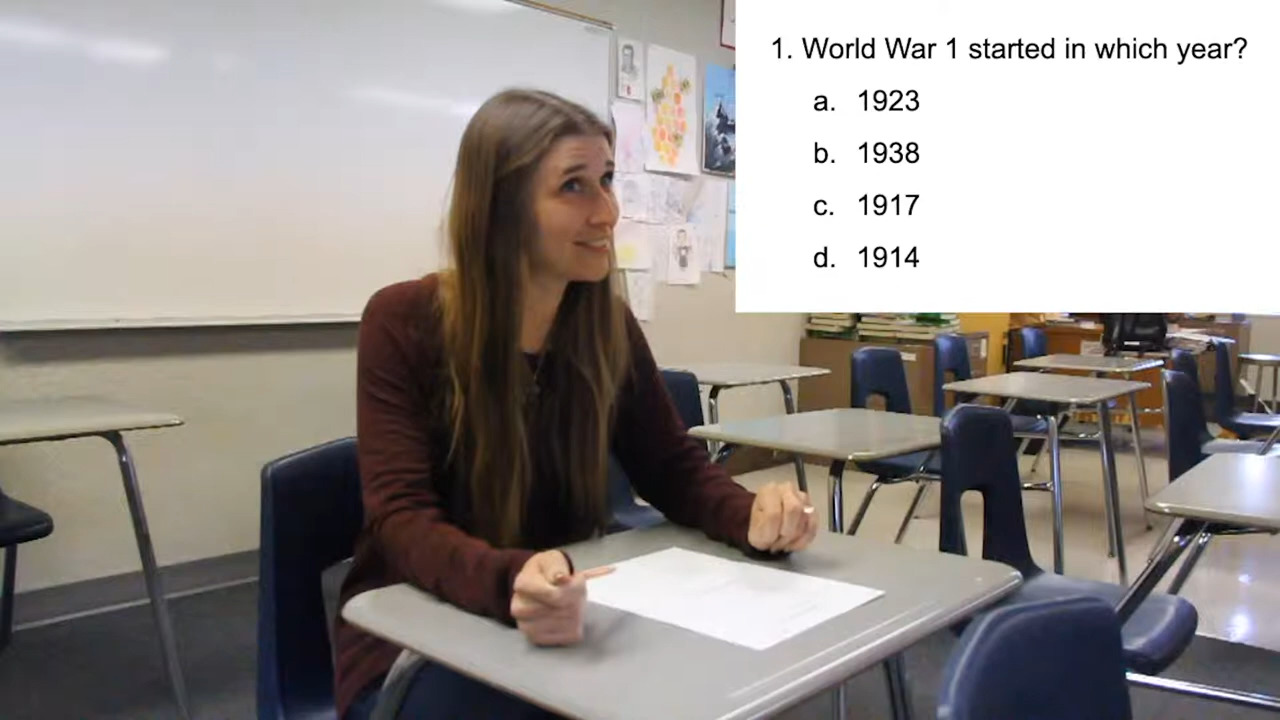 1. World War 1 started in which year?
a. 1923
b. 1938
c. 1917
d. 1914